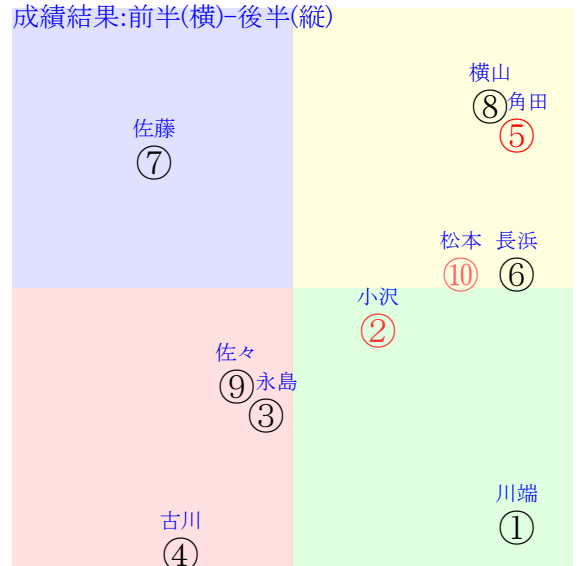 成績結果:前半(横)-後半(縦)
横山
⑧
角田
⑤
佐藤
⑦
松本
⑩
長浜
⑥
小沢
②
佐々
⑨
永島
③
川端
①
古川
④